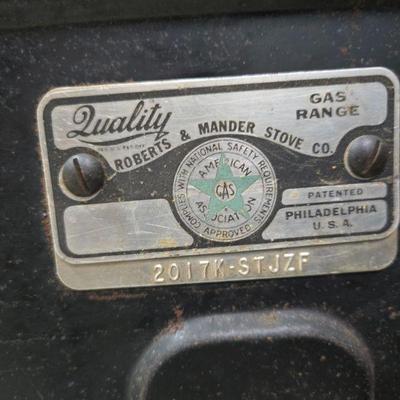 Quality
GAS
RANGE
ROBERTS & MANDER STOVE CO.
COMPLIES WITH NATIONAL SAFETY REQUIREMENTS
AMERICAN
GAS
ASSOCIATION
APPROVED
PATENTED
PHILADELPHIA
U. S. A.
2017K-STJZF